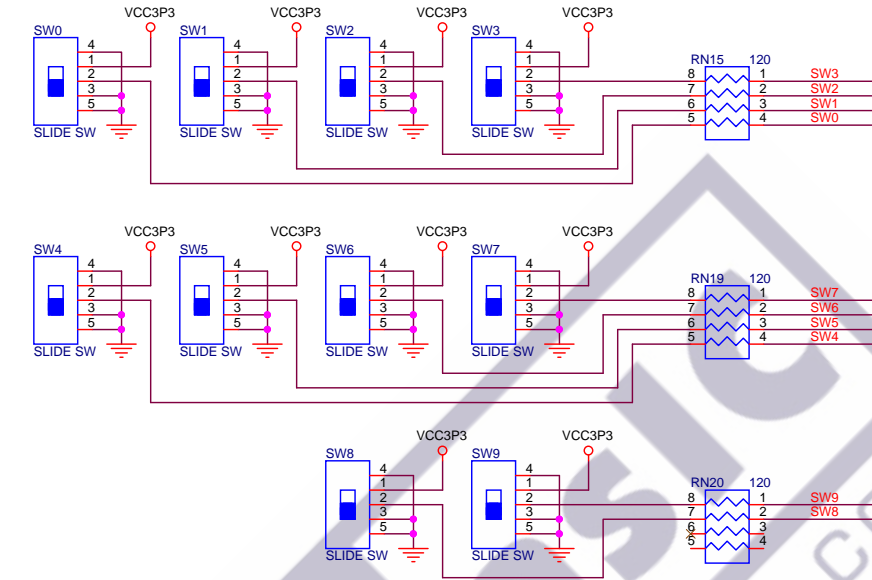 VCC3P3 VCC3P3 VCC3P3 VCC3P3
SW0 SW1 SW2 SW3
4 4 4 4
1 1 1 1
2 2 2 2
3 3 3 3
5 5 5 5
SLIDE SW SLIDE SW SLIDE SW SLIDE SW
RN15 120
8 1 SW3
7 2 SW2
6 3 SW1
5 4 SW0
VCC3P3 VCC3P3 VCC3P3 VCC3P3
SW4 SW5 SW6 SW7
4 4 4 4
1 1 1 1
2 2 2 2
3 3 3 3
5 5 5 5
SLIDE SW SLIDE SW SLIDE SW SLIDE SW
RN19 120
8 1 SW7
7 2 SW6
6 3 SW5
5 4 SW4
VCC3P3 VCC3P3
SW8 SW9
4 4
1 1
2 2
3 3
5 5
SLIDE SW SLIDE SW
RN20 120
8 1 SW9
7 2 SW8
6 3
5 4